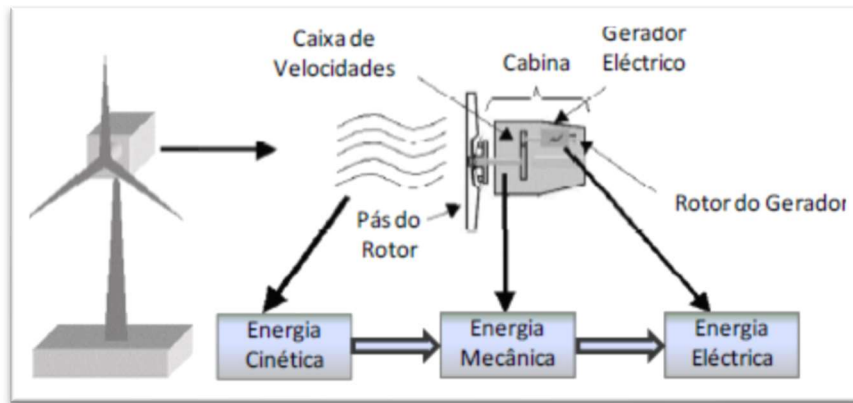 Caixa de
Velocidades
Cabina
Gerador
Eléctrico
Pás do
Rotor
Rotor do Gerador
Energia
Cinética
Energia
Mecânica
Energia
Eléctrica